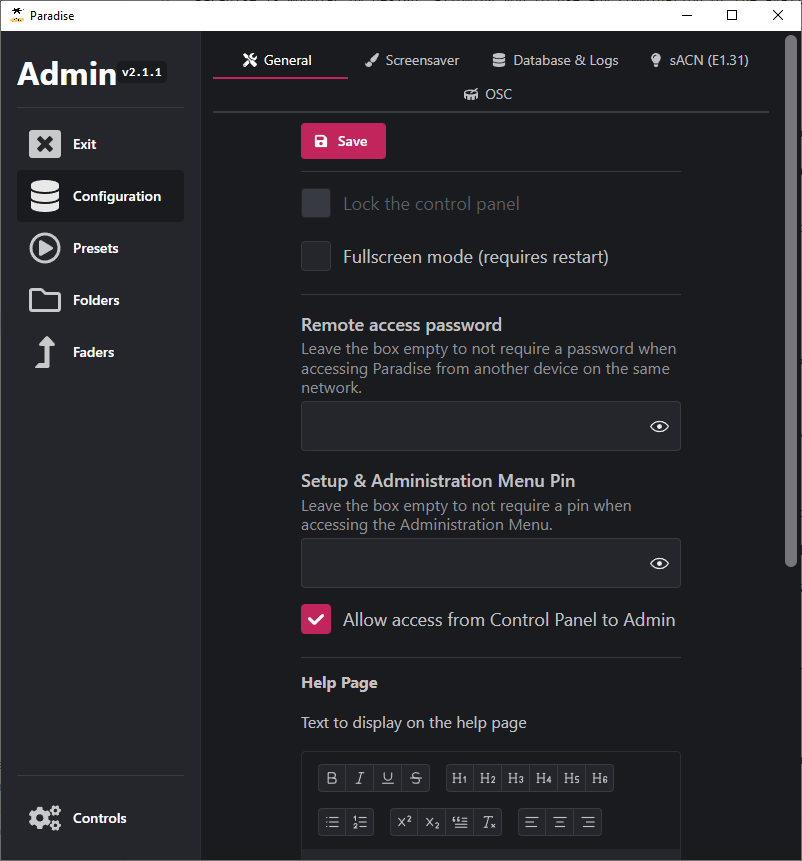 Paradise
Admin v2.1.1
Exit
Configuration
Presets
Folders
Faders
Controls
General
Screensaver
Database & Logs
sACN (E1.31)
OSC
Save
Lock the control panel
Fullscreen mode (requires restart)
Remote access password
Leave the box empty to not require a password when
accessing Paradise from another device on the same
network.
Setup & Administration Menu Pin
Leave the box empty to not require a pin when
accessing the Administration Menu.
Allow access from Control Panel to Admin
Help Page
Text to display on the help page
B I U S H1 H2 H3 H4 H5 H6
X² X₂ Tx